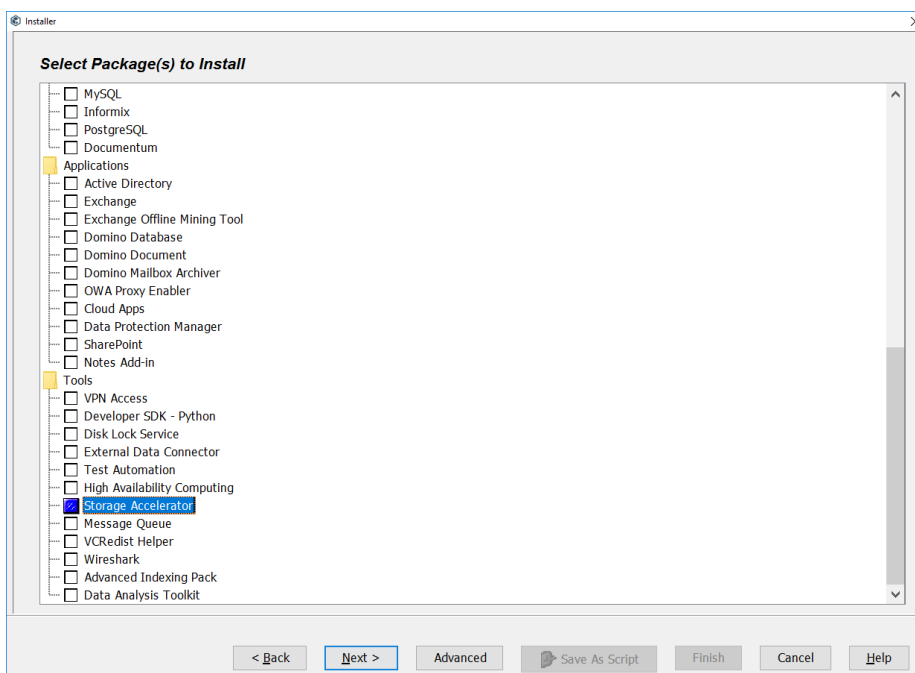 Installer
Select Package(s) to Install
MySQL
Informix
PostgreSQL
Documentum
Applications
Active Directory
Exchange
Exchange Offline Mining Tool
Domino Database
Domino Document
Domino Mailbox Archiver
OWA Proxy Enabler
Cloud Apps
Data Protection Manager
SharePoint
Notes Add-in
Tools
VPN Access
Developer SDK - Python
Disk Lock Service
External Data Connector
Test Automation
High Availability Computing
Storage Accelerator
Message Queue
VCRedist Helper
Wireshark
Advanced Indexing Pack
Data Analysis Toolkit
< Back Next > Advanced Save As Script Finish Cancel Help